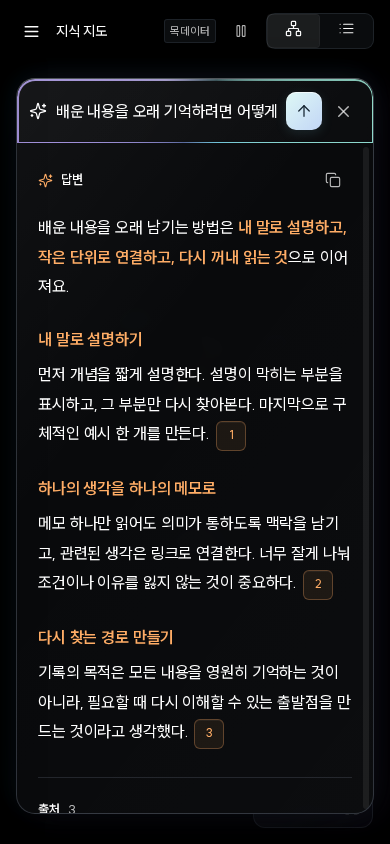 지식 지도
목데이터
배운 내용을 오래 기억하려면 어떻게
답변
배운 내용을 오래 남기는 방법은 내 말로 설명하고,
작은 단위로 연결하고, 다시 꺼내 읽는 것으로 이어
져요.
내 말로 설명하기
먼저 개념을 짧게 설명한다. 설명이 막히는 부분을
표시하고, 그 부분만 다시 찾아본다. 마지막으로 구
체적인 예시 한 개를 만든다. 1
하나의 생각을 하나의 메모로
메모 하나만 읽어도 의미가 통하도록 맥락을 남기
고, 관련된 생각은 링크로 연결한다. 너무 잘게 나눠
조건이나 이유를 잃지 않는 것이 중요하다. 2
다시 찾는 경로 만들기
기록의 목적은 모든 내용을 영원히 기억하는 것이
아니라, 필요할 때 다시 이해할 수 있는 출발점을 만
드는 것이라고 생각했다. 3
출처 3